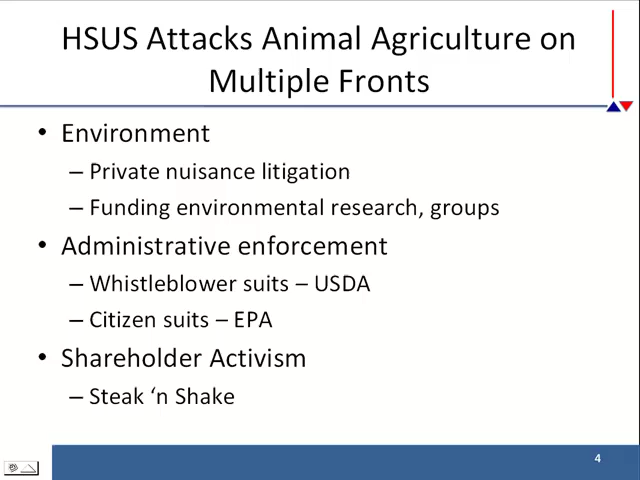 HSUS Attacks Animal Agriculture on
Multiple Fronts
• Environment
– Private nuisance litigation
– Funding environmental research, groups
• Administrative enforcement
– Whistleblower suits – USDA
– Citizen suits – EPA
• Shareholder Activism
– Steak ‘n Shake
4